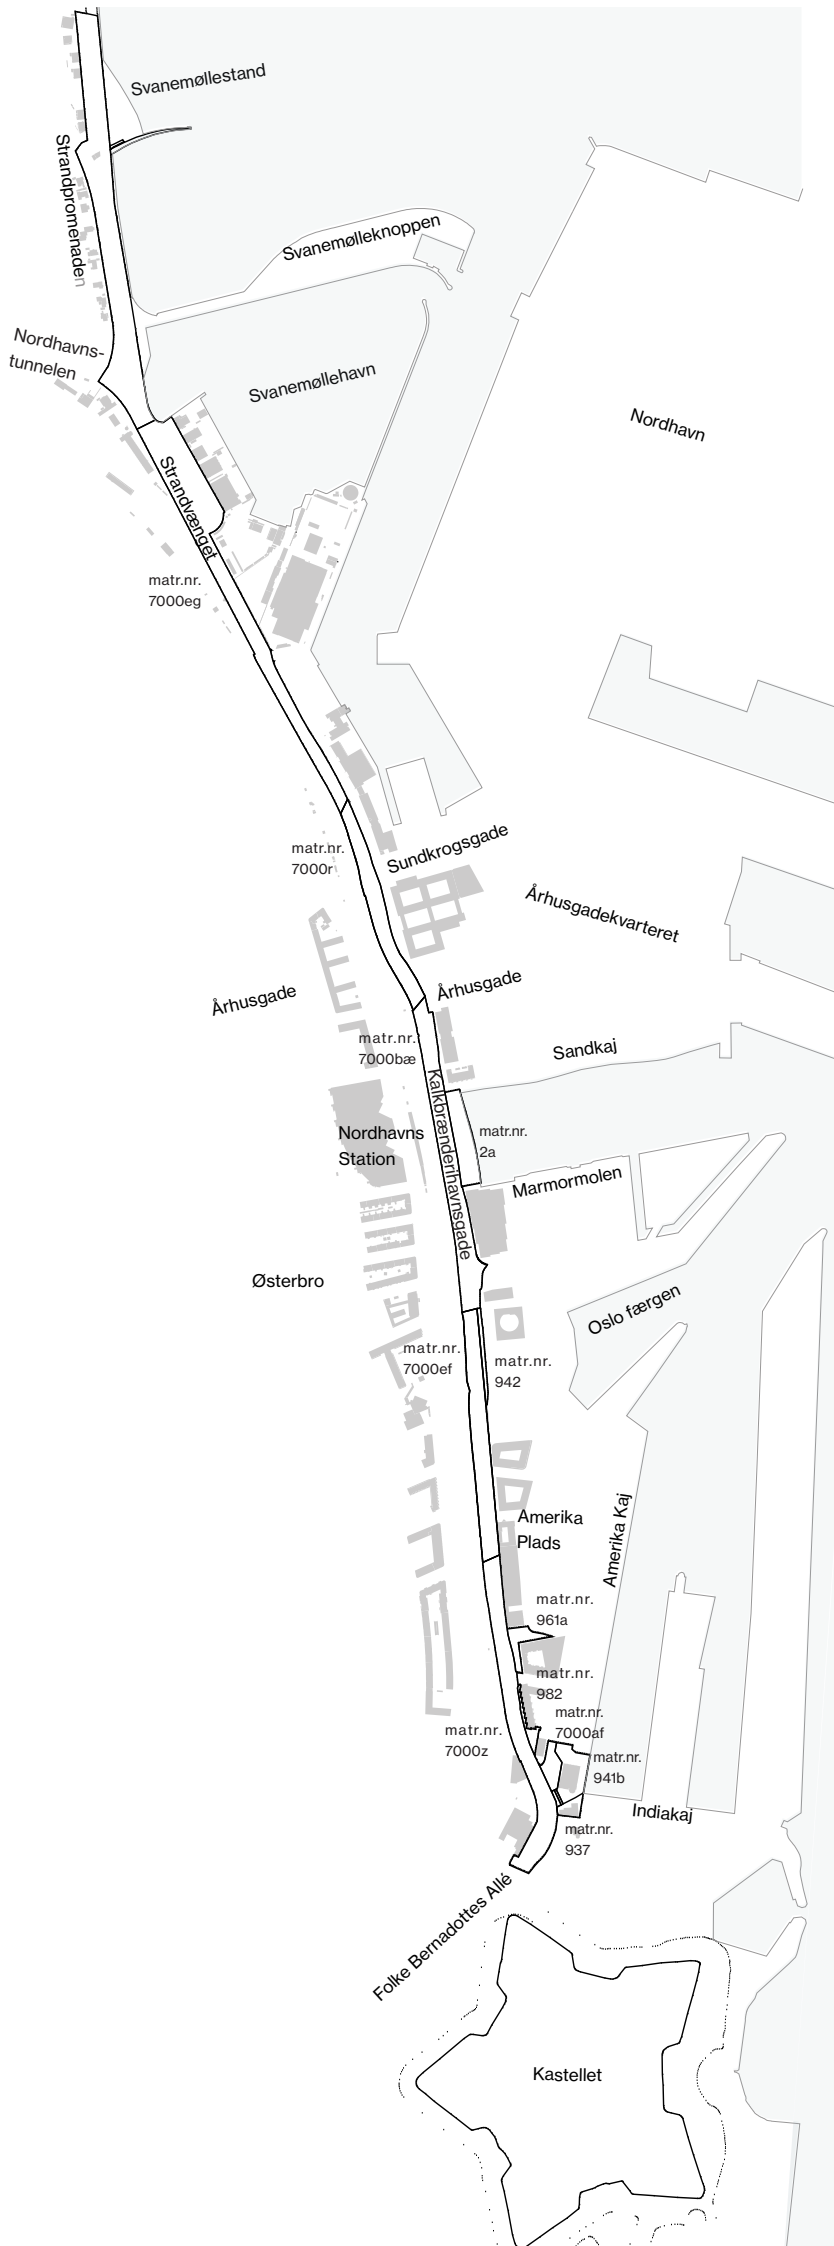 Svanemøllestand
Strandpromenaden
Svanemølleknoppen
Nordhavns-
tunnelen
Svanemøllehavn
Nordhavn
Strandvænget
matr.nr.
7000eg
Sundkrogsgade
matr.nr.
7000r
Århusgadekvarteret
Århusgade
Århusgade
matr.nr.
7000bæ
Sandkaj
Kalkbrænderihavnsgade
Nordhavns
Station
matr.nr.
2a
Marmormolen
Østerbro
Oslo færgen
matr.nr.
7000ef
matr.nr.
942
Amerika
Plads
Amerika Kaj
matr.nr.
961a
matr.nr.
982
matr.nr.
7000af
matr.nr.
7000z
matr.nr.
941b
Indiakaj
matr.nr.
937
Folke Bernadottes Allé
Kastellet